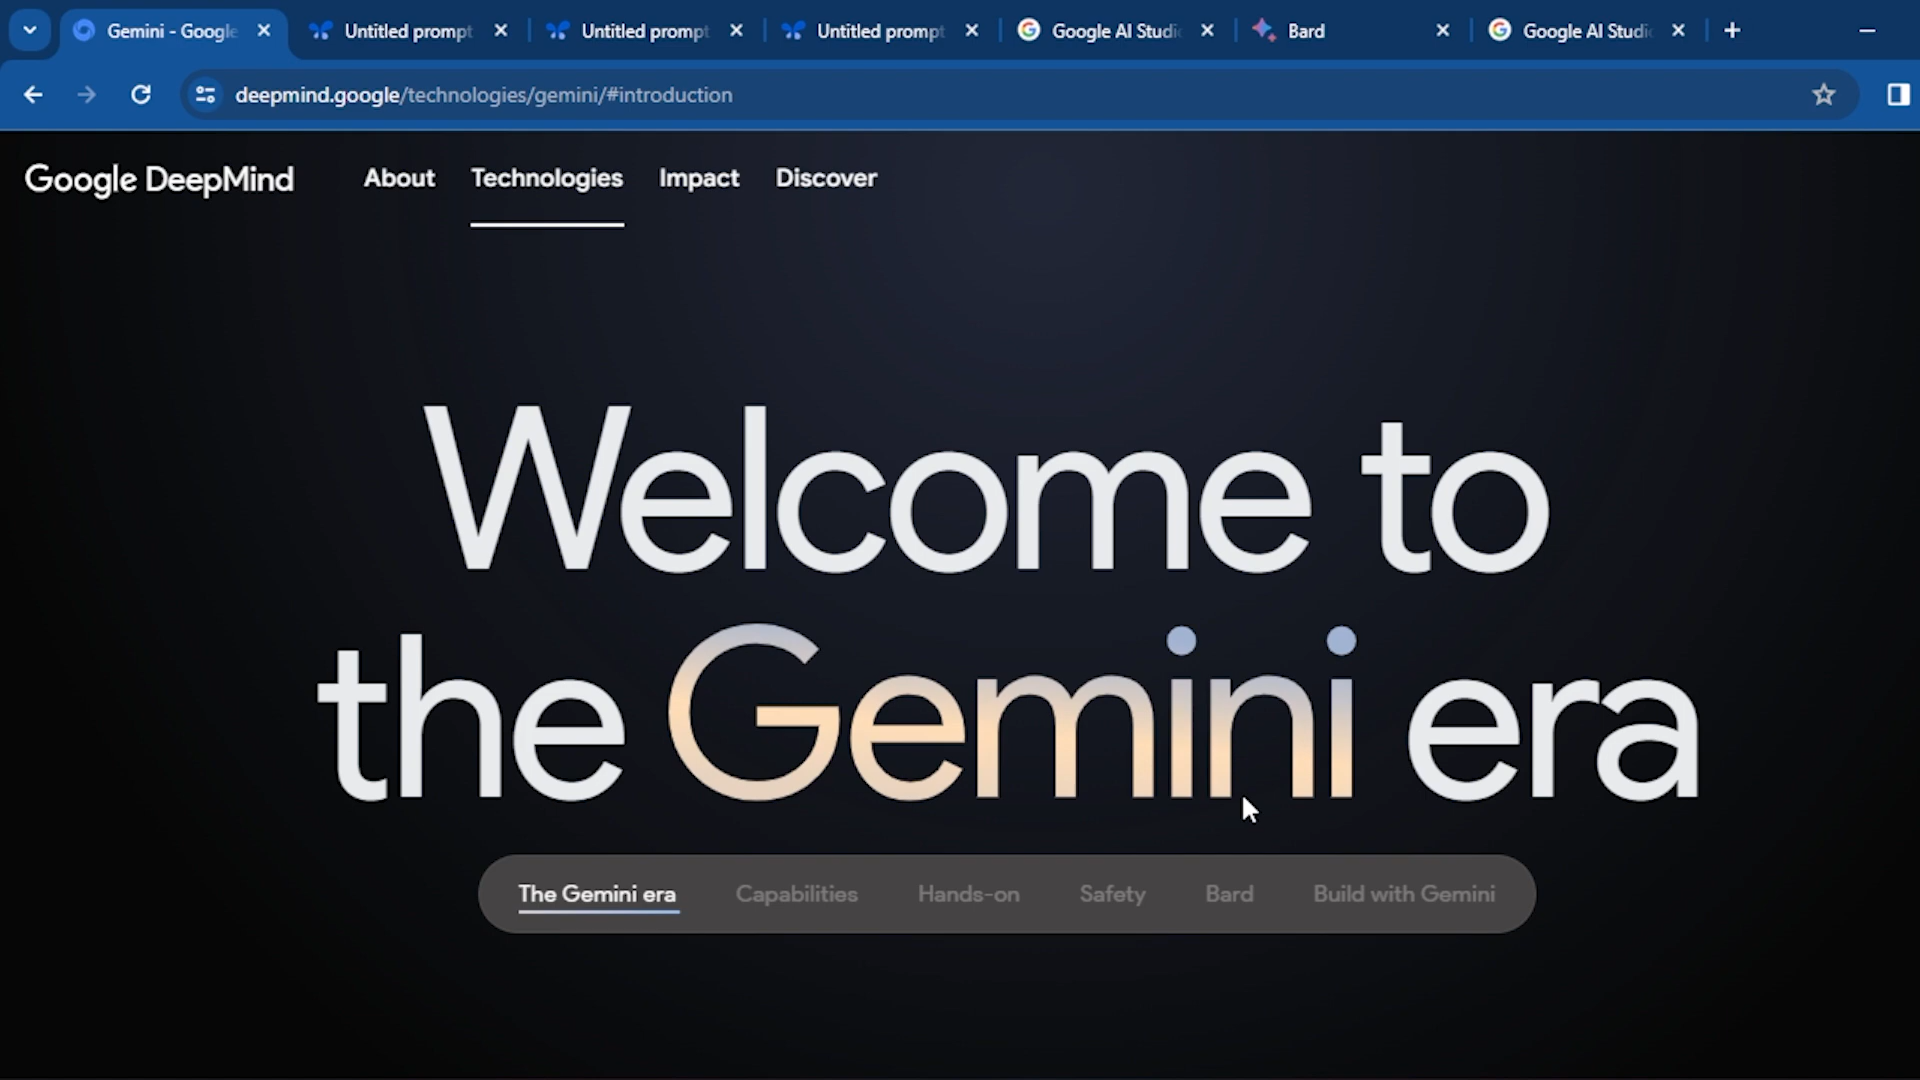 Gemini - Google
Untitled prompt
Untitled prompt
Untitled prompt
Google AI Studi
Bard
Google AI Studi
deepmind.google/technologies/gemini/#introduction
Google DeepMind
About
Technologies
Impact
Discover
Welcome to
the Gemini era
The Gemini era
Capabilities
Hands-on
Safety
Bard
Build with Gemini